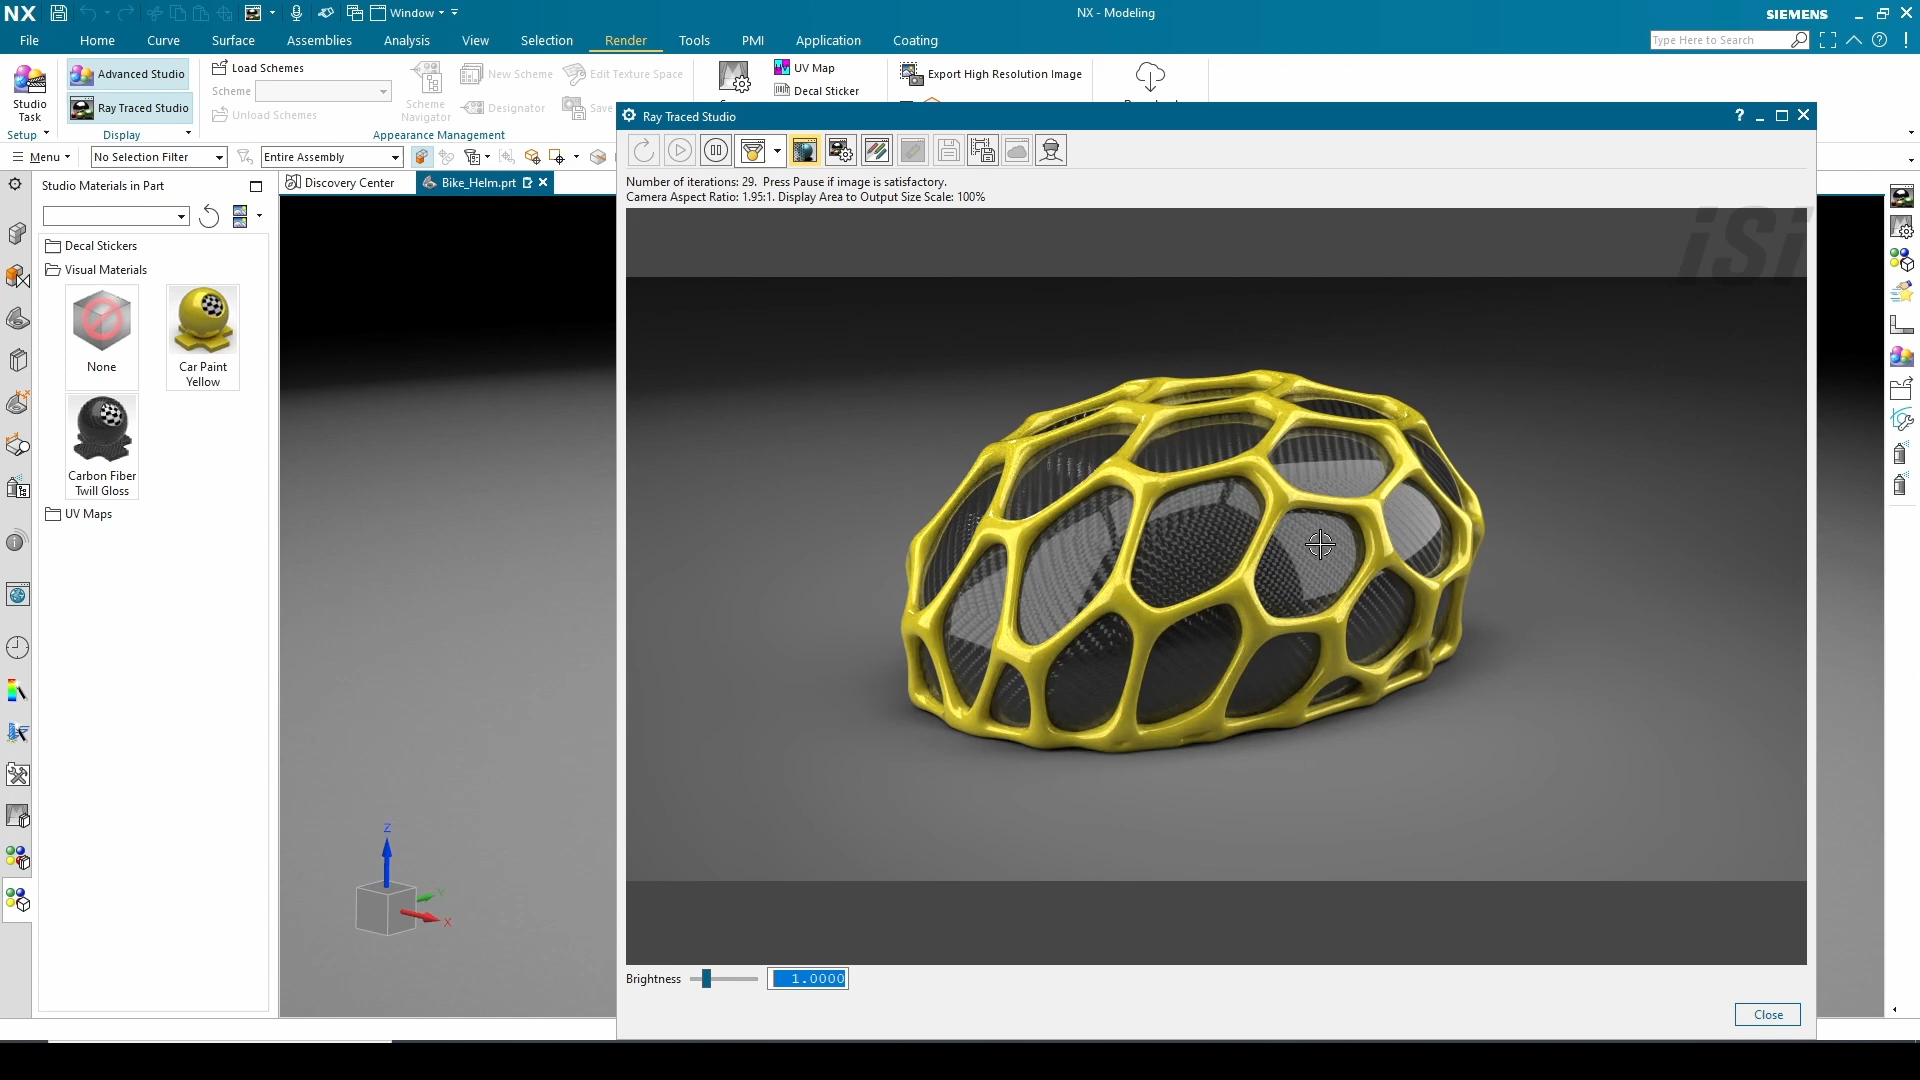 NX
Window
NX - Modeling
SIEMENS
File
Home
Curve
Surface
Assemblies
Analysis
View
Selection
Render
Tools
PMI
Application
Coating
Type Here to Search
Studio
Task
Advanced Studio
Ray Traced Studio
Load Schemes
Scheme
Unload Schemes
Scheme
Navigator
New Scheme
Designator
Edit Texture Space
Save
UV Map
Decal Sticker
Export High Resolution Image
Setup
Display
Appearance Management
Menu
No Selection Filter
Entire Assembly
Studio Materials in Part
Discovery Center
Bike_Helm.prt
Decal Stickers
Visual Materials
None
Car Paint
Yellow
Carbon Fiber
Twill Gloss
UV Maps
Z
Y
X
Ray Traced Studio
Number of iterations: 29. Press Pause if image is satisfactory.
Camera Aspect Ratio: 1.95:1. Display Area to Output Size Scale: 100%
iSi
Brightness
1.0000
Close